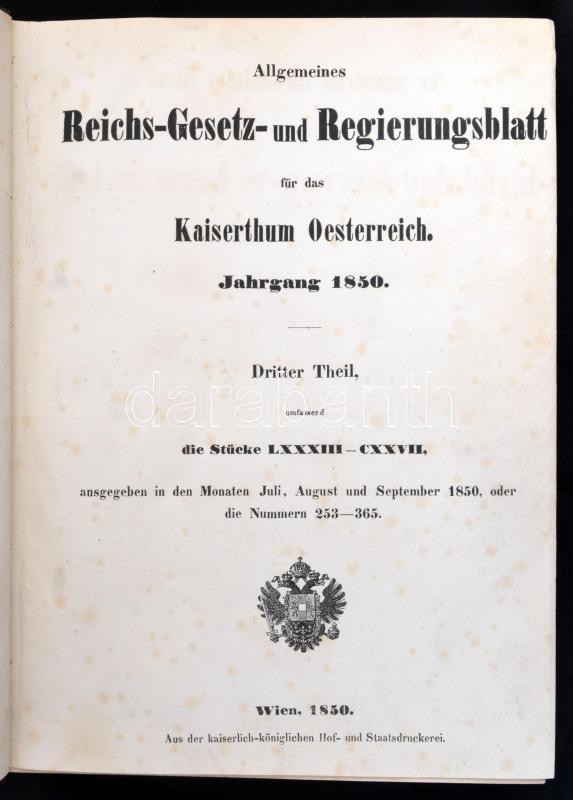 Allgemeines
Reichs-Gesetz- und Regierungsblatt
für das
Kaiserthum Oesterreich.
Jahrgang 1850.
Dritter Theil,
umfassend
darabanth
die Stücke LXXXIII—CXXVII,
ausgegeben in den Monaten Juli, August und September 1850, oder
die Nummern 253—365.
Wien, 1850.
Aus der kaiserlich-königlichen Hof- und Staatsdruckerei.